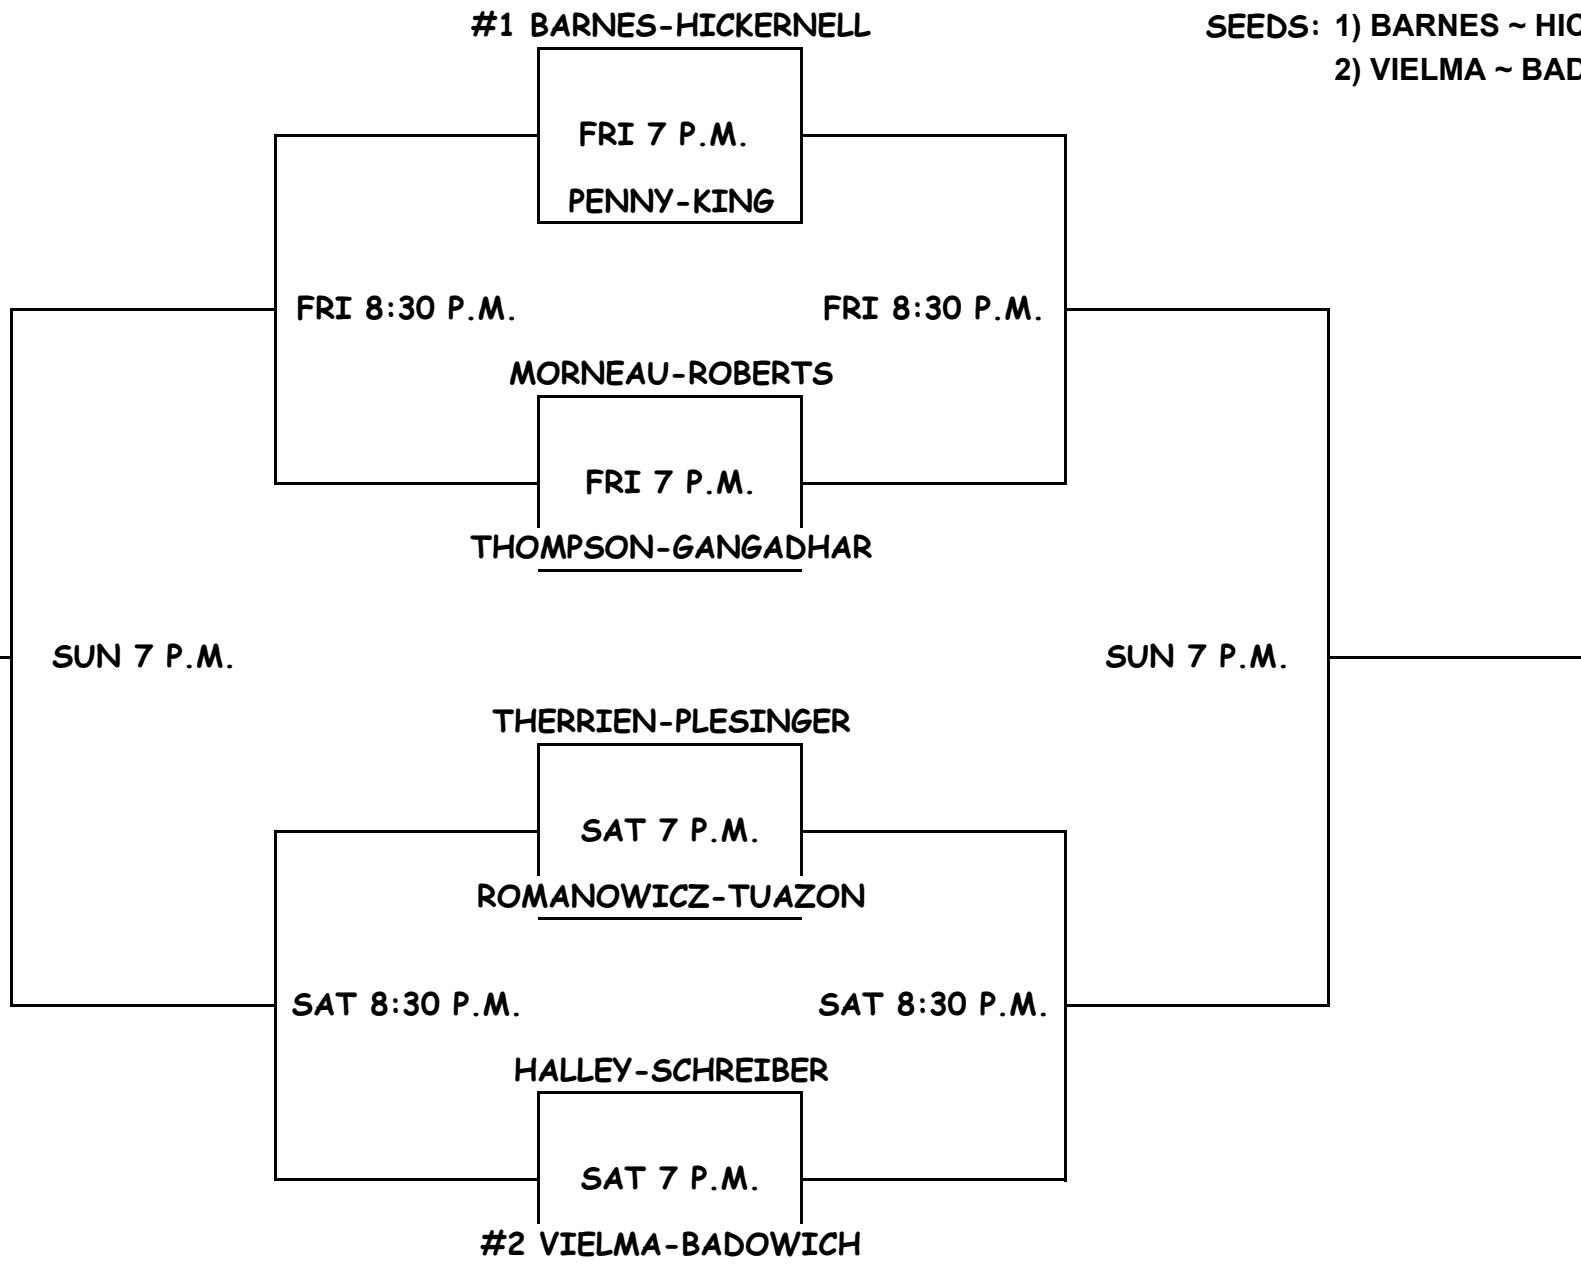 #1 BARNES-HICKERNELL
SEEDS: 1) BARNES ~ HIC
2) VIELMA ~ BAD
FRI 7 P.M.
PENNY-KING
FRI 8:30 P.M.
FRI 8:30 P.M.
MORNEAU-ROBERTS
FRI 7 P.M.
THOMPSON-GANGADHAR
SUN 7 P.M.
SUN 7 P.M.
THERRIEN-PLESINGER
SAT 7 P.M.
ROMANOWICZ-TUAZON
SAT 8:30 P.M.
SAT 8:30 P.M.
HALLEY-SCHREIBER
SAT 7 P.M.
#2 VIELMA-BADOWICH